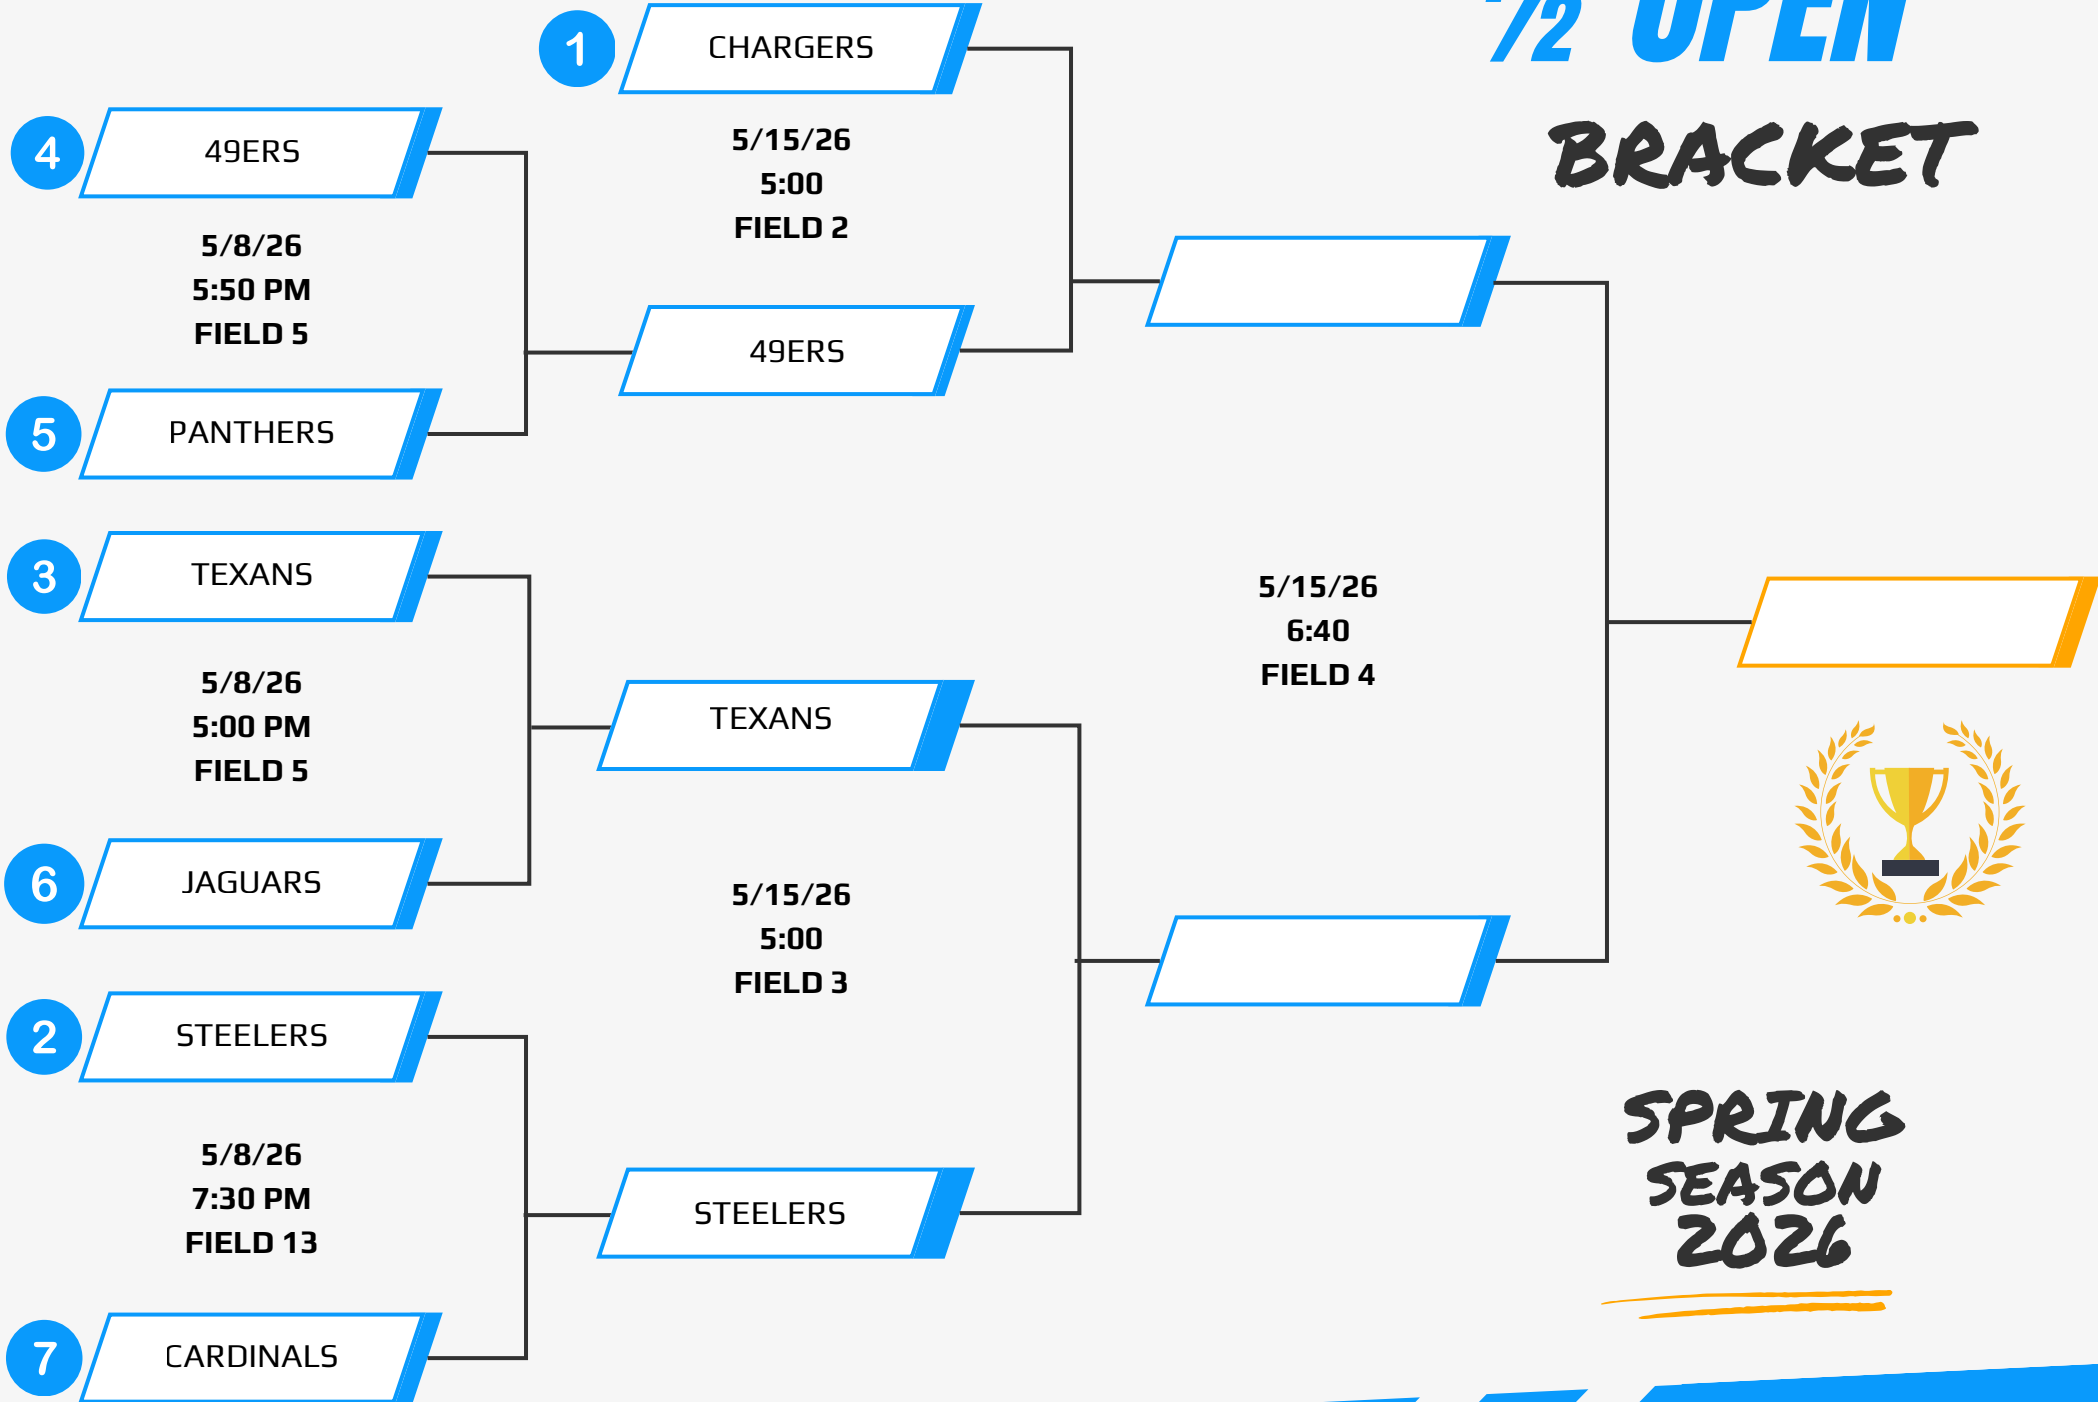 ½ OPEN
BRACKET
1
CHARGERS
5/15/26
5:00
FIELD 2
49ERS
4
49ERS
5/8/26
5:50 PM
FIELD 5
5
PANTHERS
3
TEXANS
5/8/26
5:00 PM
FIELD 5
6
JAGUARS
TEXANS
5/15/26
5:00
FIELD 3
STEELERS
2
STEELERS
5/8/26
7:30 PM
FIELD 13
7
CARDINALS
5/15/26
6:40
FIELD 4
SPRING
SEASON
2026